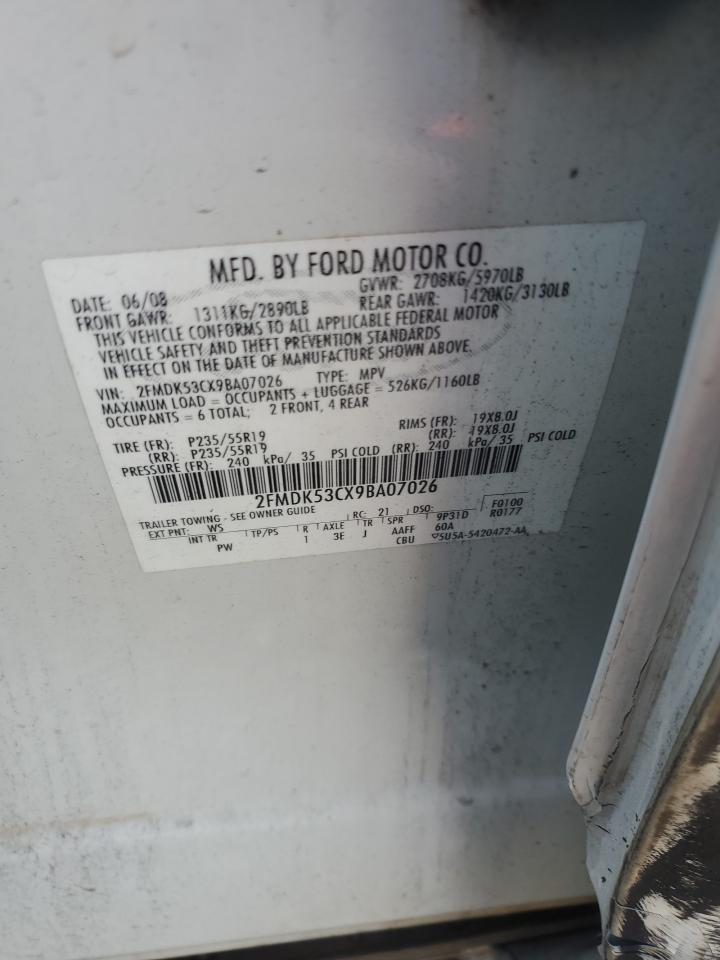 MFD. BY FORD MOTOR CO.
DATE: 06/08 GVWR: 2708KG/5970LB
FRONT GAWR: 1311KG/2890LB REAR GAWR: 1420KG/3130LB
THIS VEHICLE CONFORMS TO ALL APPLICABLE FEDERAL MOTOR
VEHICLE SAFETY AND THEFT PREVENTION STANDARDS
IN EFFECT ON THE DATE OF MANUFACTURE SHOWN ABOVE.
VIN: 2FMDK53CX9BA07026 TYPE: MPV
MAXIMUM LOAD = OCCUPANTS + LUGGAGE = 526KG/1160LB
OCCUPANTS = 6 TOTAL; 2 FRONT, 4 REAR
TIRE (FR): P235/55R19 RIMS (FR): 19X8.0J
(RR): P235/55R19 (RR): 19X8.0J
PRESSURE (FR): 240 kPa/ 35 PSI COLD (RR): 240 kPa/ 35 PSI COLD
2FMDK53CX9BA07026
TRAILER TOWING - SEE OWNER GUIDE F0100
EXT PNT: WS RC: 21 DSO: 9P31D R0177
INT TR TP/PS R AXLE TR SPR 60A
PW 1 3E J AAFF
CBU 5U5A-5420472-AA